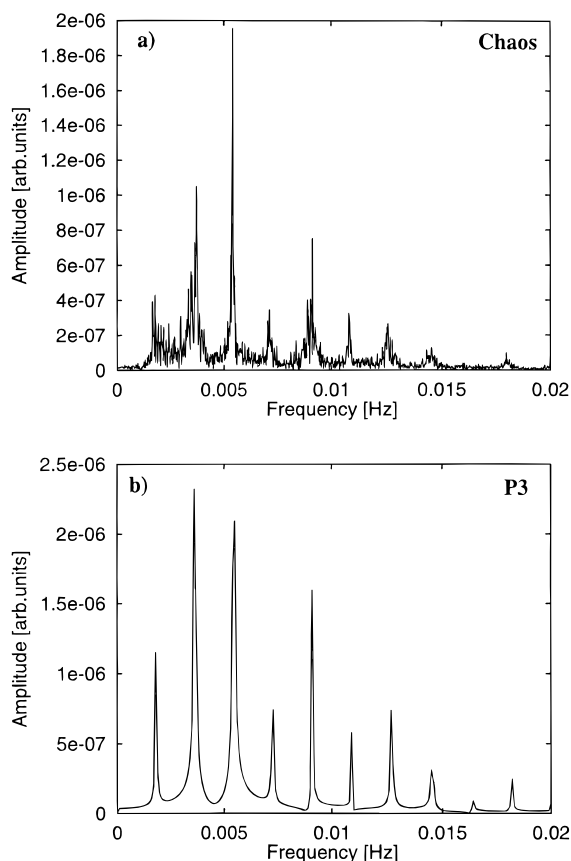 a) Chaos
2e-06
1.8e-06
1.6e-06
1.4e-06
1.2e-06
1e-06
8e-07
6e-07
4e-07
2e-07
0
Amplitude [arb.units]
0 0.005 0.01 0.015 0.02
Frequency [Hz]
b) P3
2.5e-06
2e-06
1.5e-06
1e-06
5e-07
0
Amplitude [arb.units]
0 0.005 0.01 0.015 0.02
Frequency [Hz]